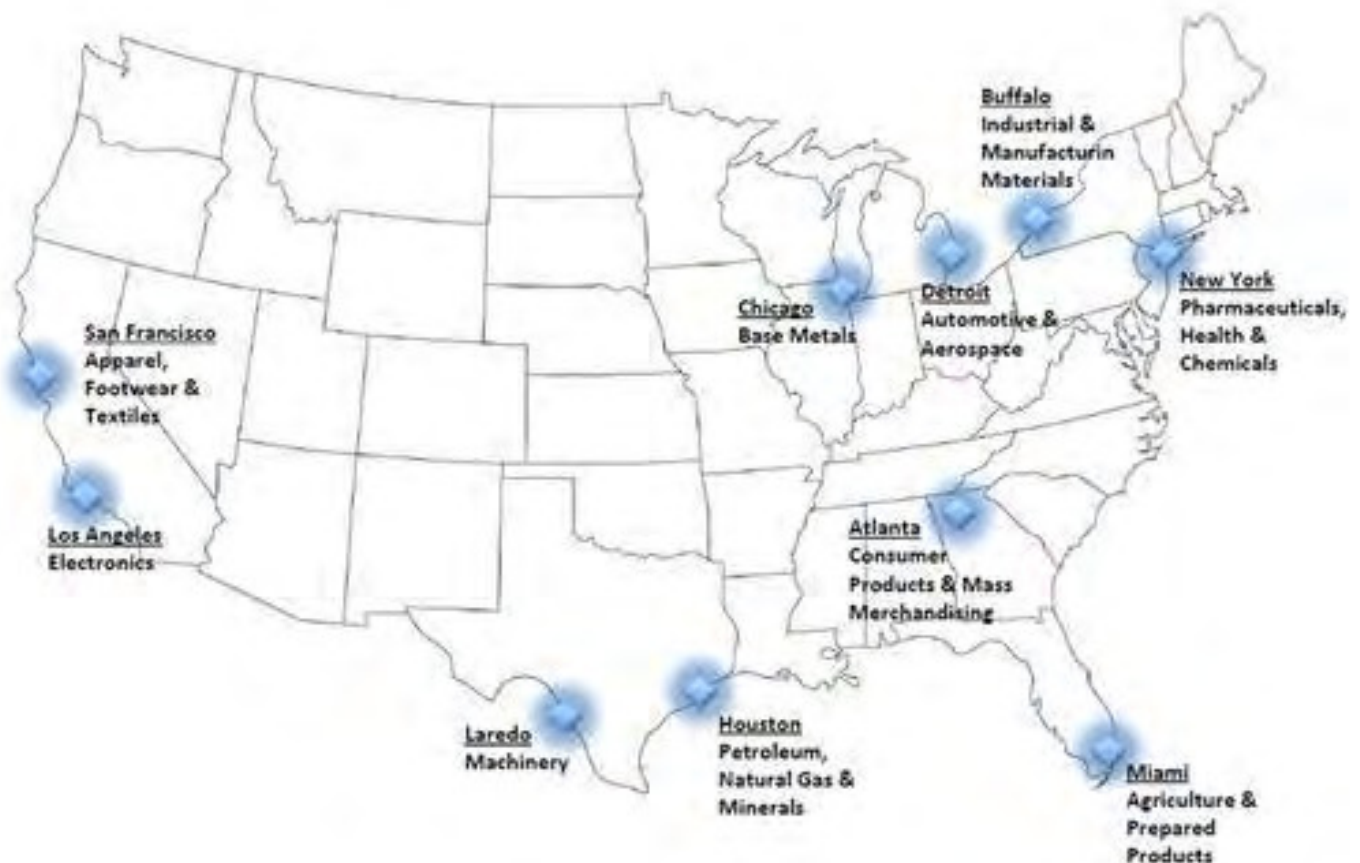 Buffalo
Industrial &
Manufacturin
Materials
New York
Pharmaceuticals,
Health &
Chemicals
Detroit
Automotive &
Aerospace
Chicago
Base Metals
San Francisco
Apparel,
Footwear &
Textiles
Los Angeles
Electronics
Atlanta
Consumer
Products & Mass
Merchandising
Laredo
Machinery
Houston
Petroleum,
Natural Gas &
Minerals
Miami
Agriculture &
Prepared
Products